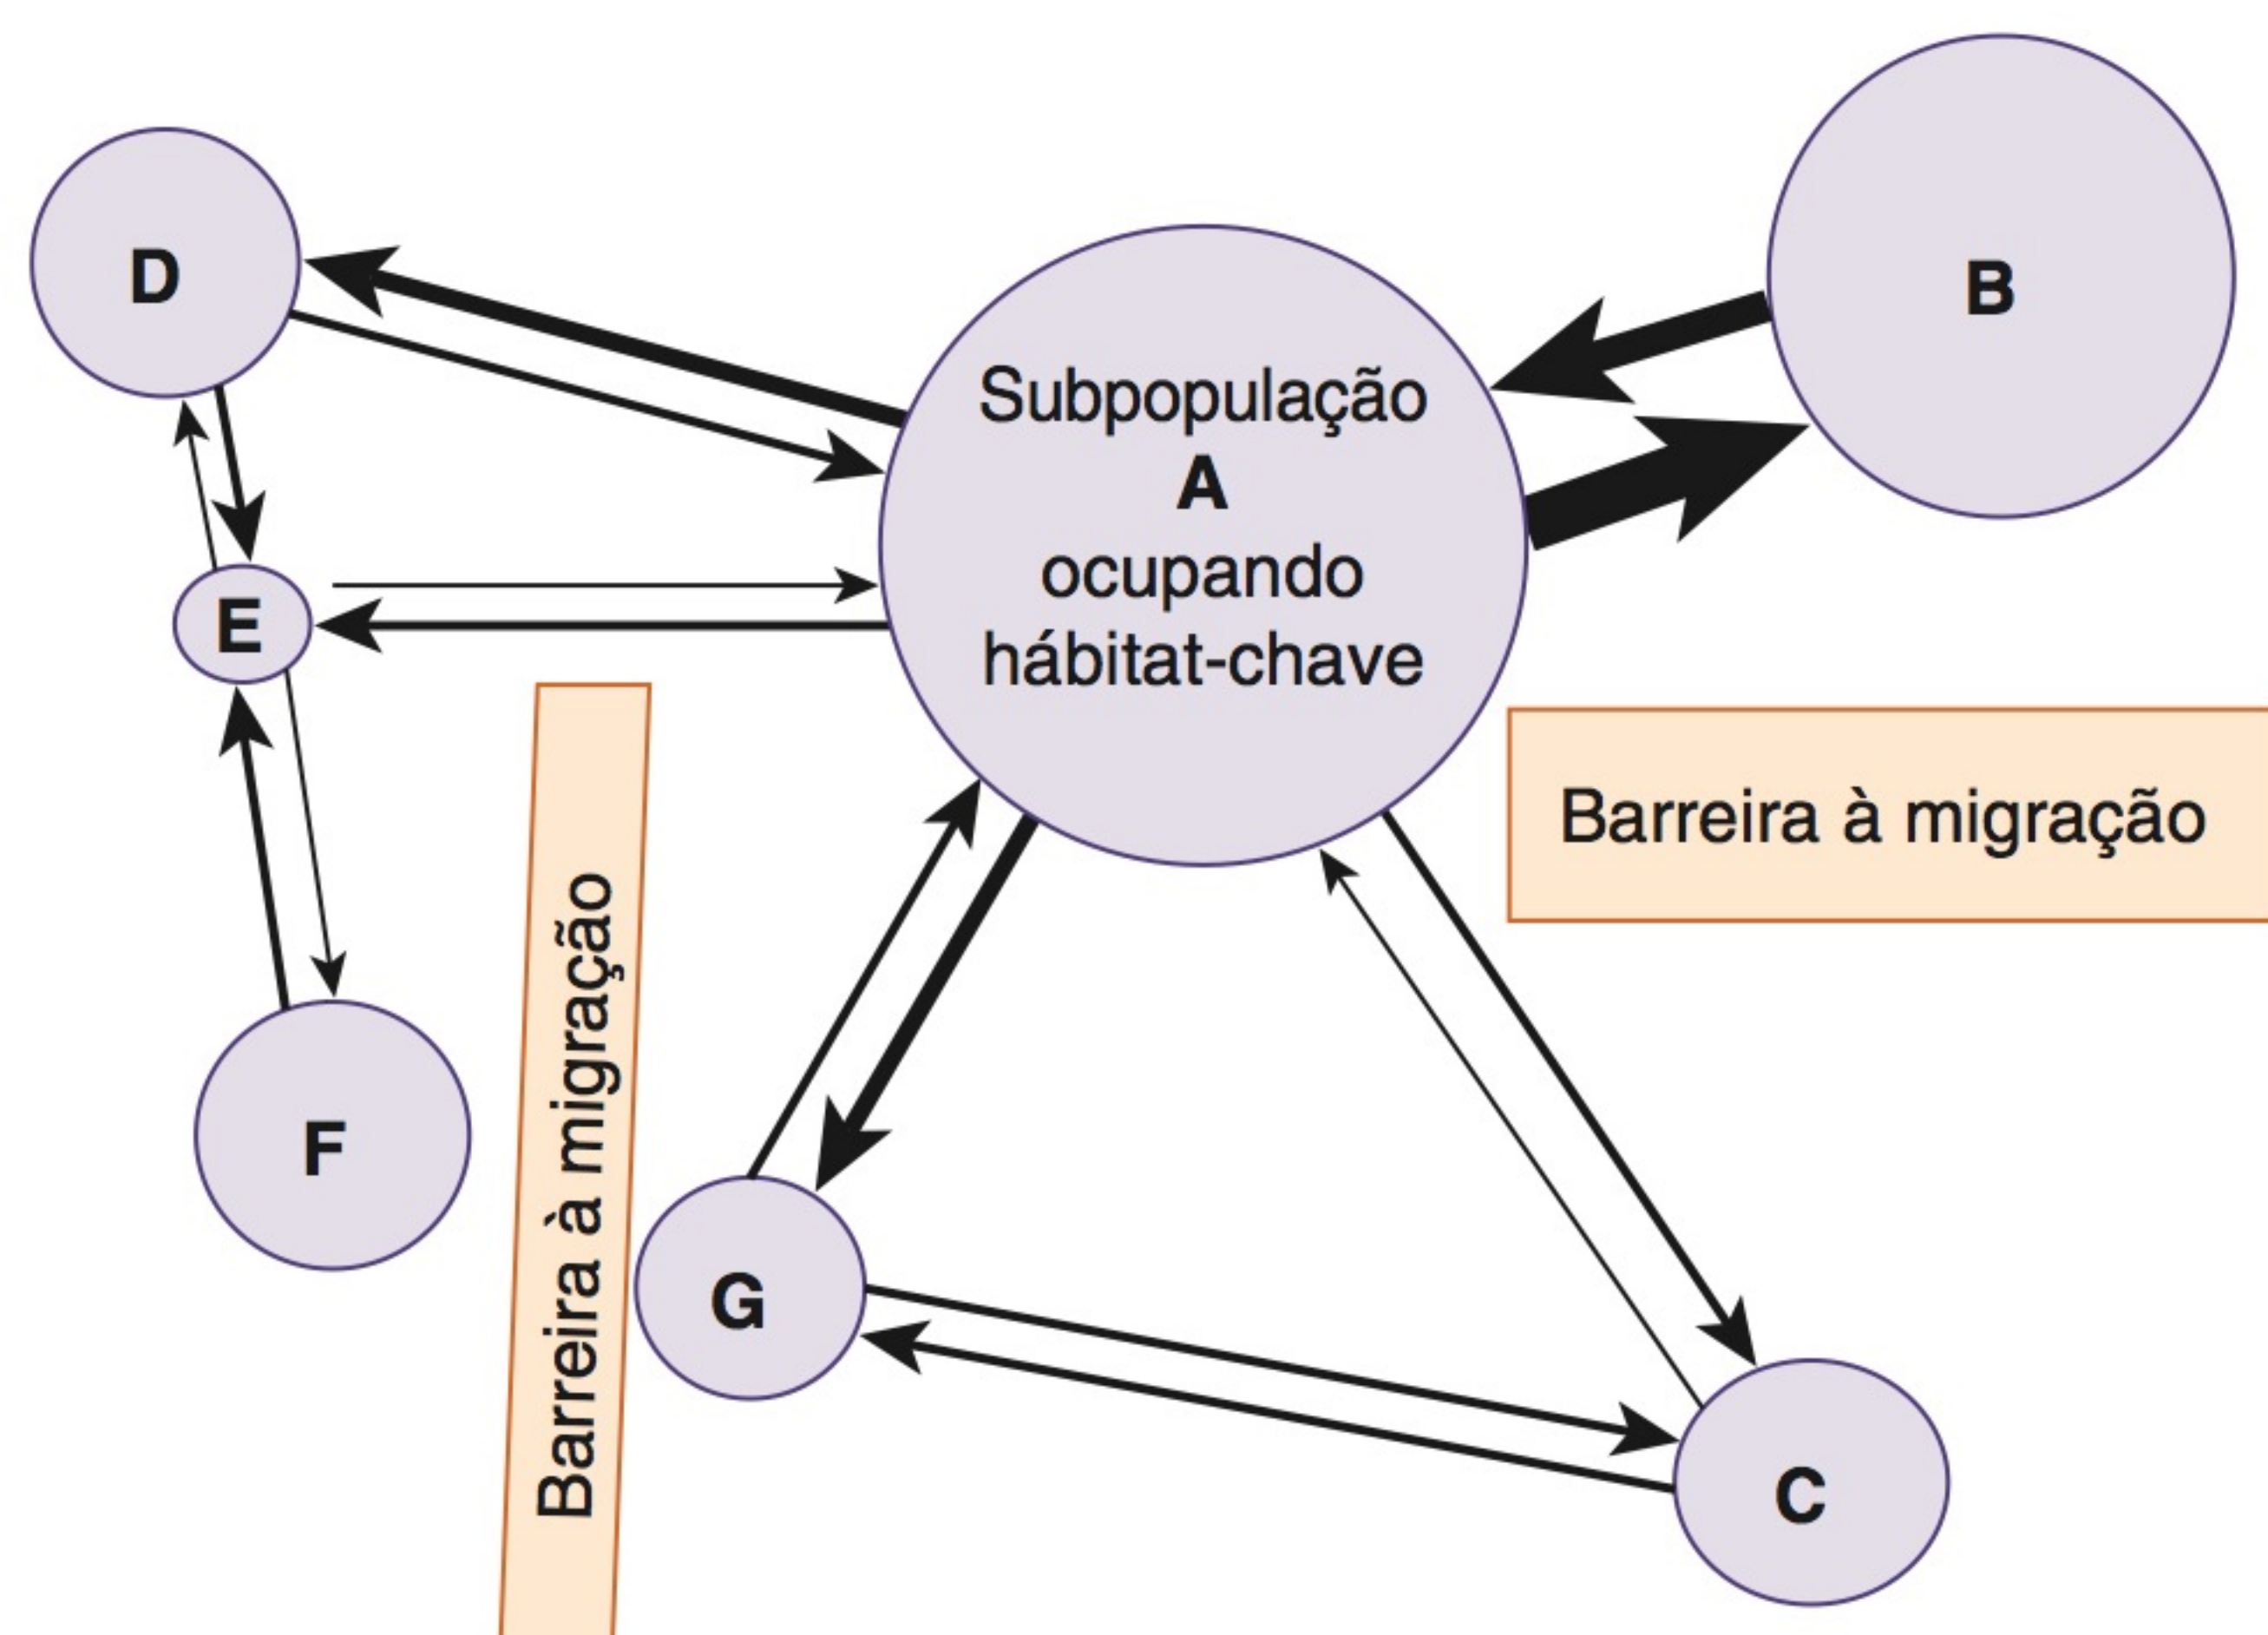 D
B
Subpopulação
A
ocupando
hábitat-chave
E
Barreira à migração
Barreira à migração
F
G
C